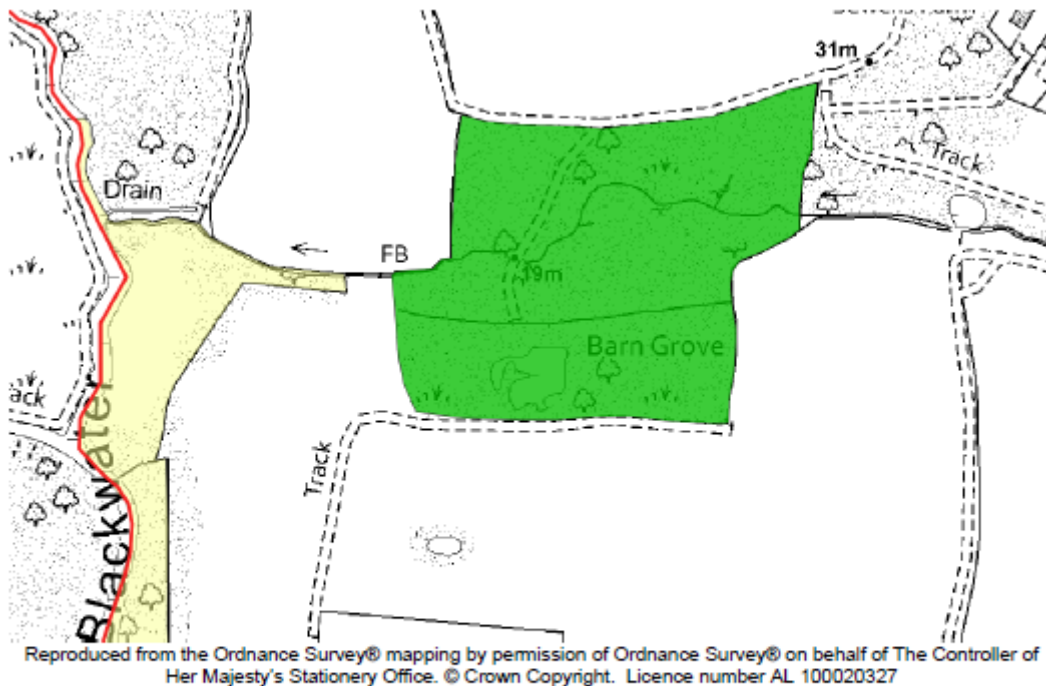 31m
Track
Drain
FB
19m
Barn Grove
ack
Track
Blackwater
Reproduced from the Ordnance Survey® mapping by permission of Ordnance Survey® on behalf of The Controller of
Her Majesty's Stationery Office. © Crown Copyright. Licence number AL 100020327